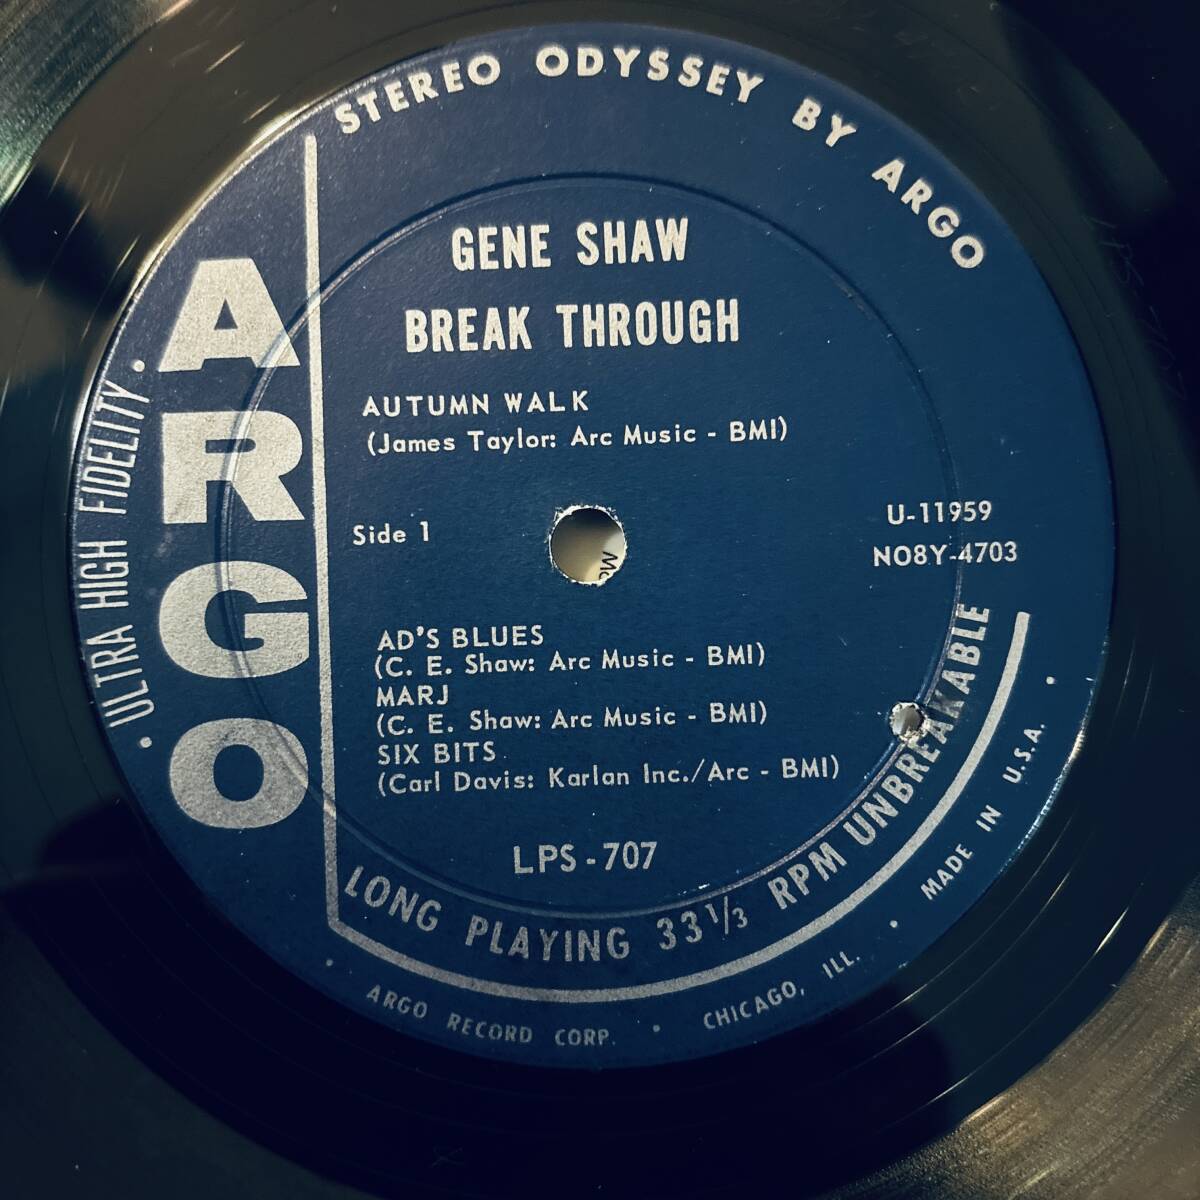 STEREO ODYSSEY BY ARGO
• ULTRA HIGH FIDELITY •
ARGO
GENE SHAW
BREAK THROUGH
AUTUMN WALK
(James Taylor: Arc Music - BMI)
Side 1
U-11959
NO8Y-4703
AD'S BLUES
(C. E. Shaw: Arc Music - BMI)
MARJ
(C. E. Shaw: Arc Music - BMI)
SIX BITS
(Carl Davis: Karlan Inc./Arc - BMI)
LPS - 707
LONG PLAYING 33 1/3 RPM UNBREAKABLE
• ARGO RECORD CORP. • CHICAGO, ILL. • MADE IN U.S.A. •